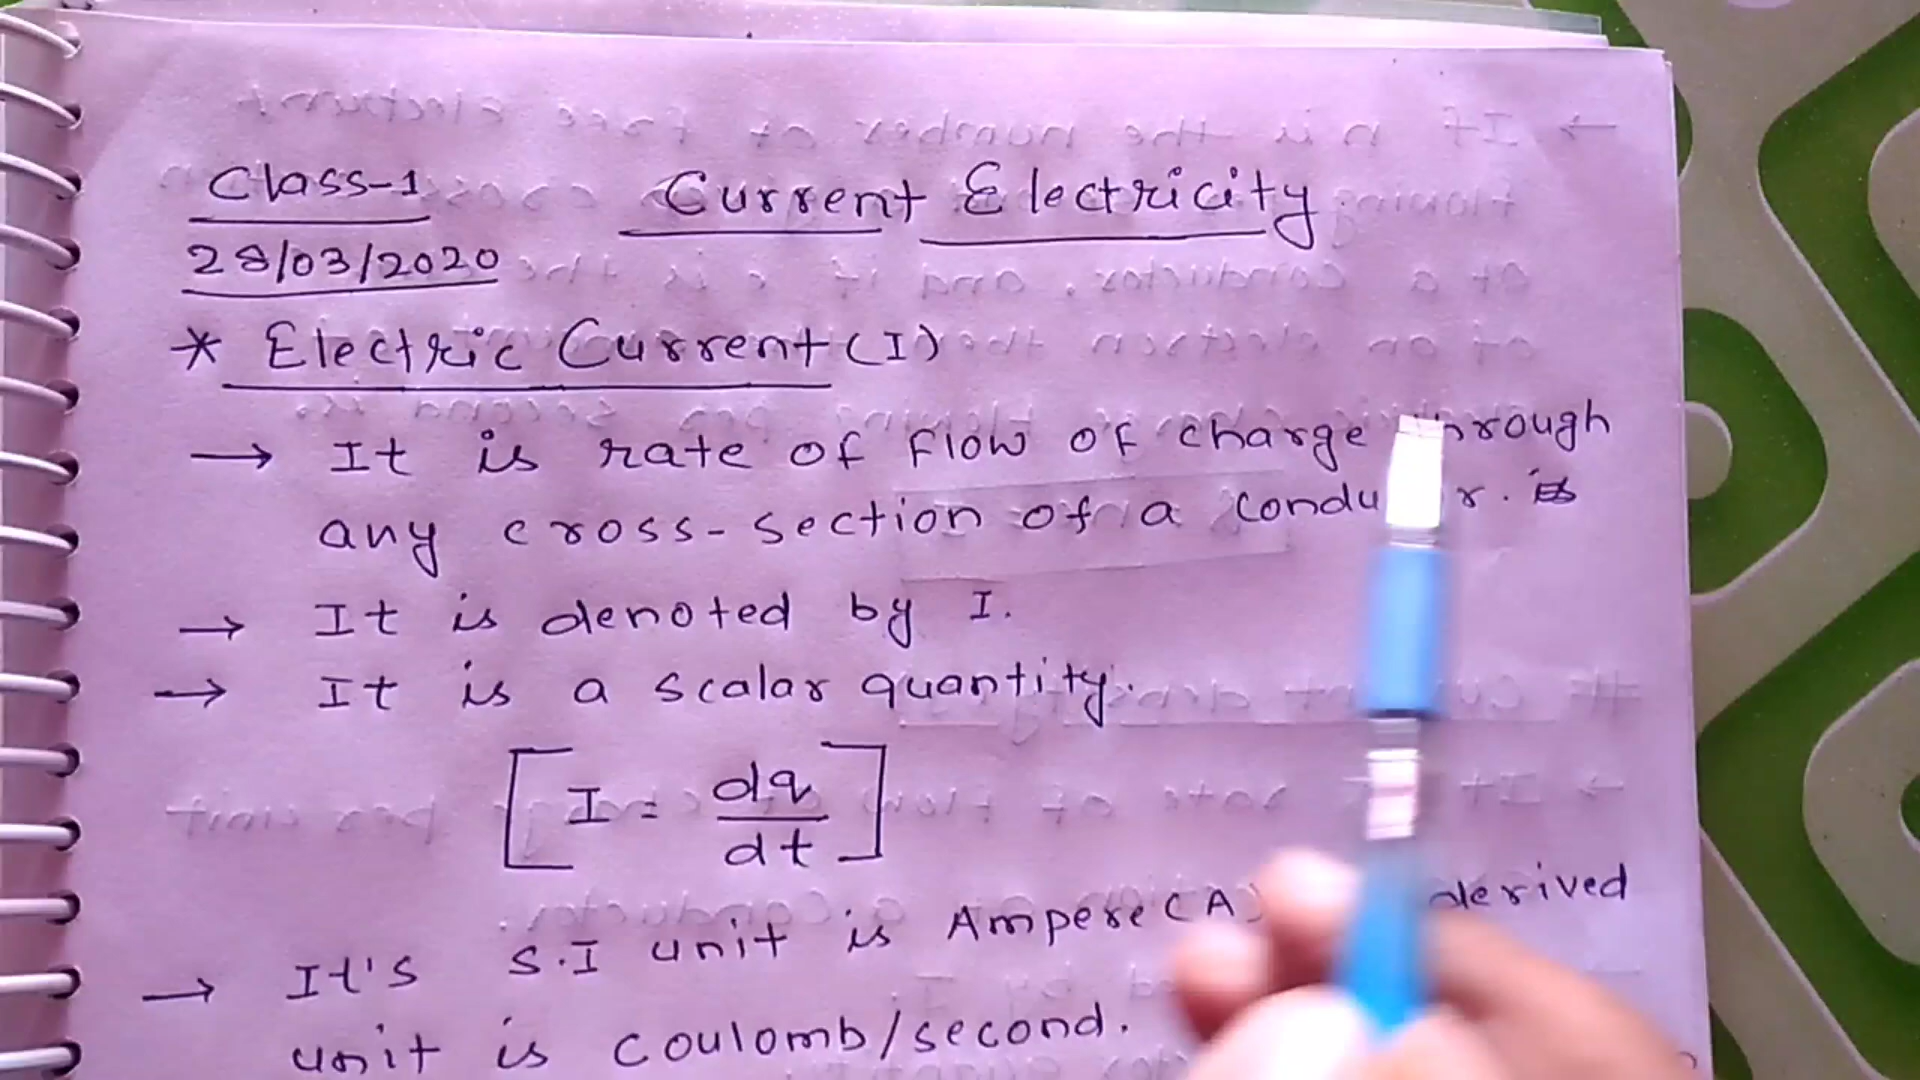 Class-1 Current Electricity
28/03/2020
* Electric Current (I)
→ It is rate of flow of charge through
any cross-section of a conductor.
→ It is denoted by I.
→ It is a scalar quantity.
[I = dq/dt]
→ It's S.I unit is Ampere (A) derived
unit is coulomb/second.